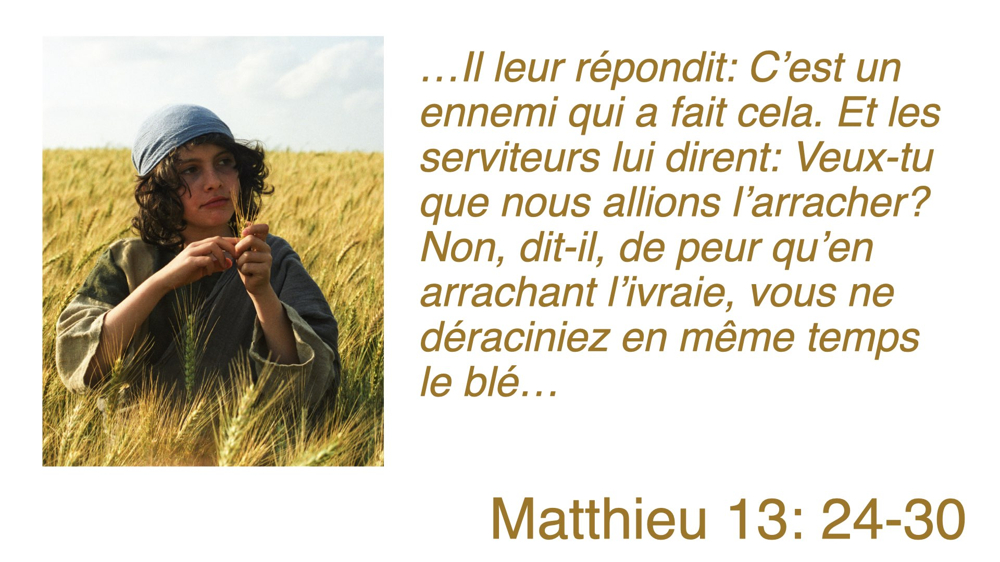 …Il leur répondit: C’est un
ennemi qui a fait cela. Et les
serviteurs lui dirent: Veux-tu
que nous allions l’arracher?
Non, dit-il, de peur qu’en
arrachant l’ivraie, vous ne
déraciniez en même temps
le blé…
Matthieu 13: 24-30